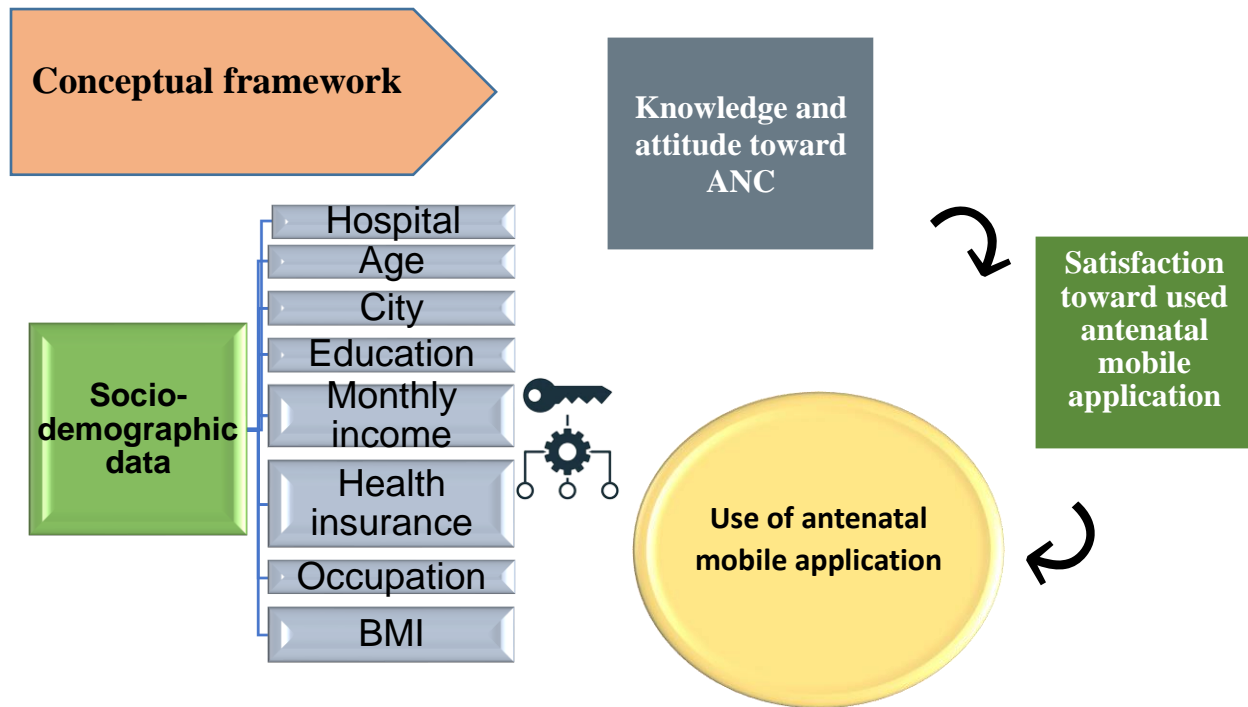 Conceptual framework
Knowledge and
attitude toward
ANC
Hospital
Age
City
Education
Monthly
income
Health
insurance
Occupation
BMI
Socio-
demographic
data
Satisfaction
toward used
antenatal
mobile
application
Use of antenatal
mobile application